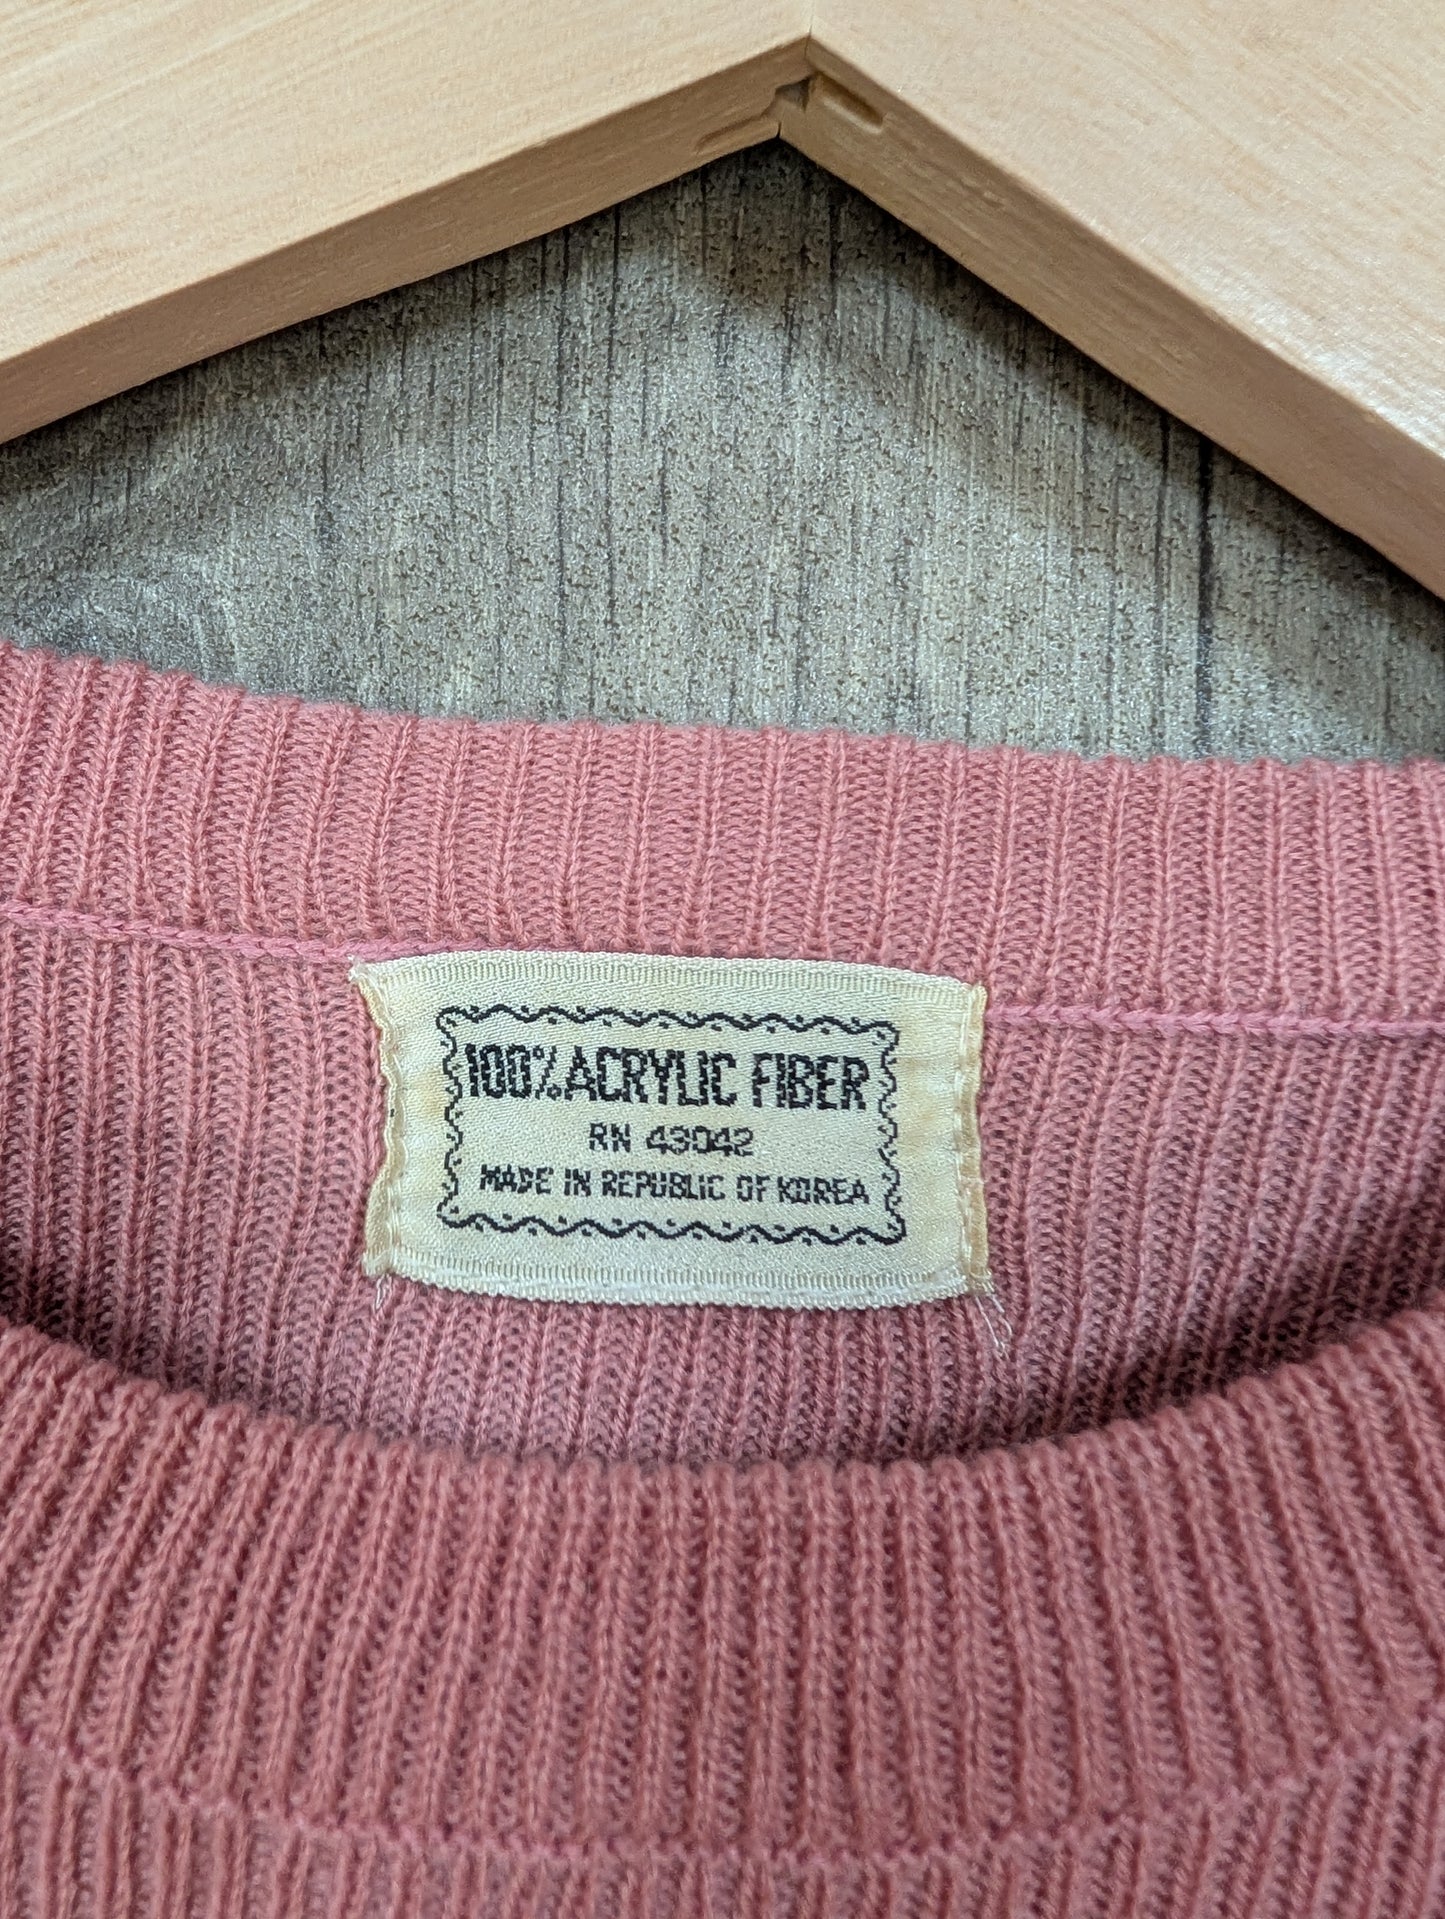 100% ACRYLIC FIBER
RN 43042
MADE IN REPUBLIC OF KOREA